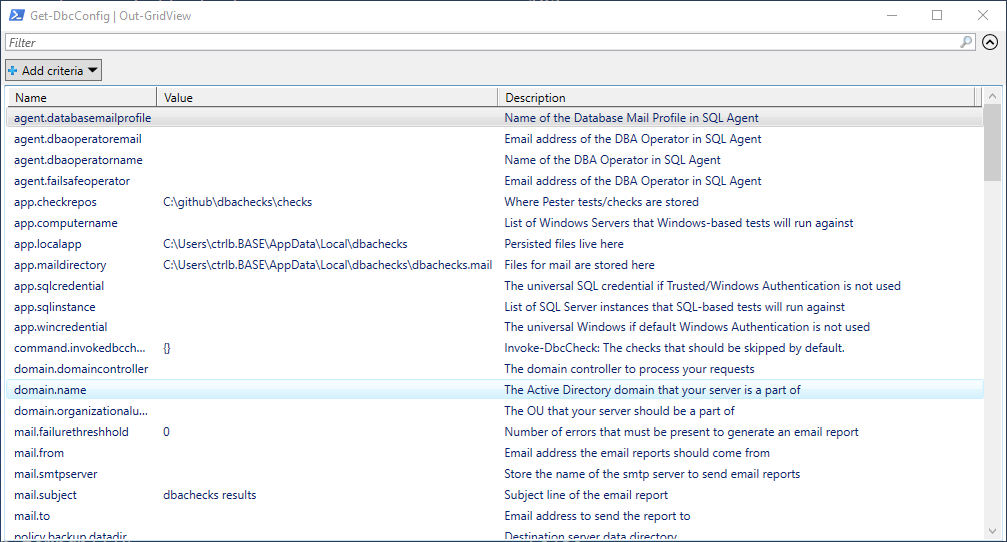 Get-DbcConfig | Out-GridView
Filter
Add criteria
Name Value Description
agent.databasemailprofile Name of the Database Mail Profile in SQL Agent
agent.dbaoperatoremail Email address of the DBA Operator in SQL Agent
agent.dbaoperatorname Name of the DBA Operator in SQL Agent
agent.failsafeoperator Email address of the DBA Operator in SQL Agent
app.checkrepos C:\github\dbachecks\checks Where Pester tests/checks are stored
app.computername List of Windows Servers that Windows-based tests will run against
app.localapp C:\Users\ctrlb.BASE\AppData\Local\dbachecks Persisted files live here
app.maildirectory C:\Users\ctrlb.BASE\AppData\Local\dbachecks\dbachecks.mail Files for mail are stored here
app.sqlcredential The universal SQL credential if Trusted/Windows Authentication is not used
app.sqlinstance List of SQL Server instances that SQL-based tests will run against
app.wincredential The universal Windows if default Windows Authentication is not used
command.invokedbcch... {} Invoke-DbcCheck: The checks that should be skipped by default.
domain.domaincontroller The domain controller to process your requests
domain.name The Active Directory domain that your server is a part of
domain.organizationalu... The OU that your server should be a part of
mail.failurethreshhold 0 Number of errors that must be present to generate an email report
mail.from Email address the email reports should come from
mail.smtpserver Store the name of the smtp server to send email reports
mail.subject dbachecks results Subject line of the email report
mail.to Email address to send the report to
policy.backup.datadir Destination server data directory